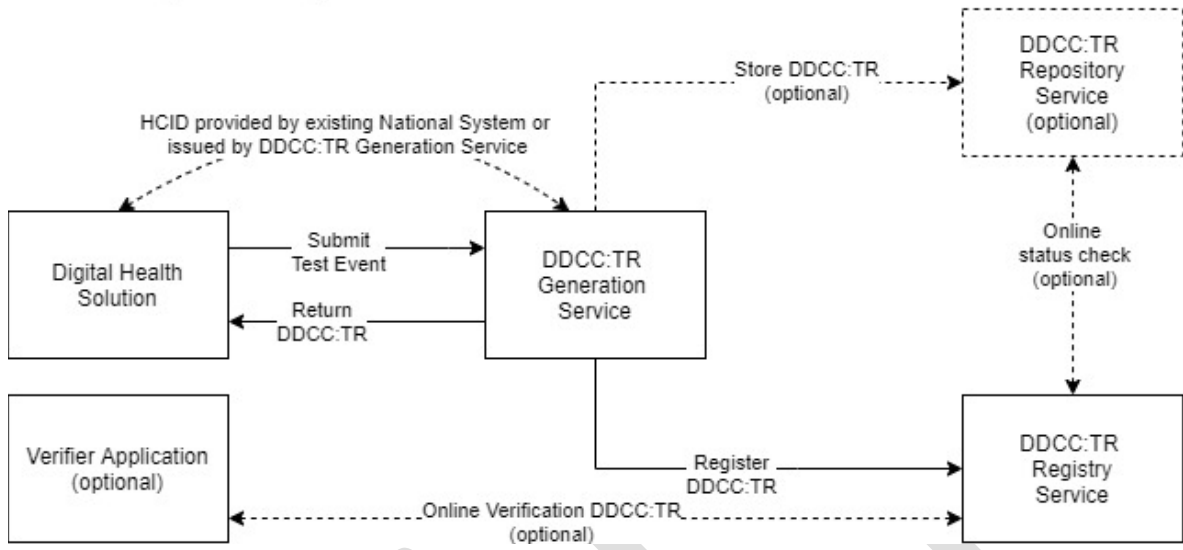 DDCC:TR
Repository
Service
(optional)
Store DDCC:TR
(optional)
HCID provided by existing National System or
issued by DDCC:TR Generation Service
Digital Health
Solution
Submit
Test Event
Return
DDCC:TR
DDCC:TR
Generation
Service
Online
status check
(optional)
Verifier Application
(optional)
Register
DDCC:TR
DDCC:TR
Registry
Service
Online Verification DDCC:TR
(optional)